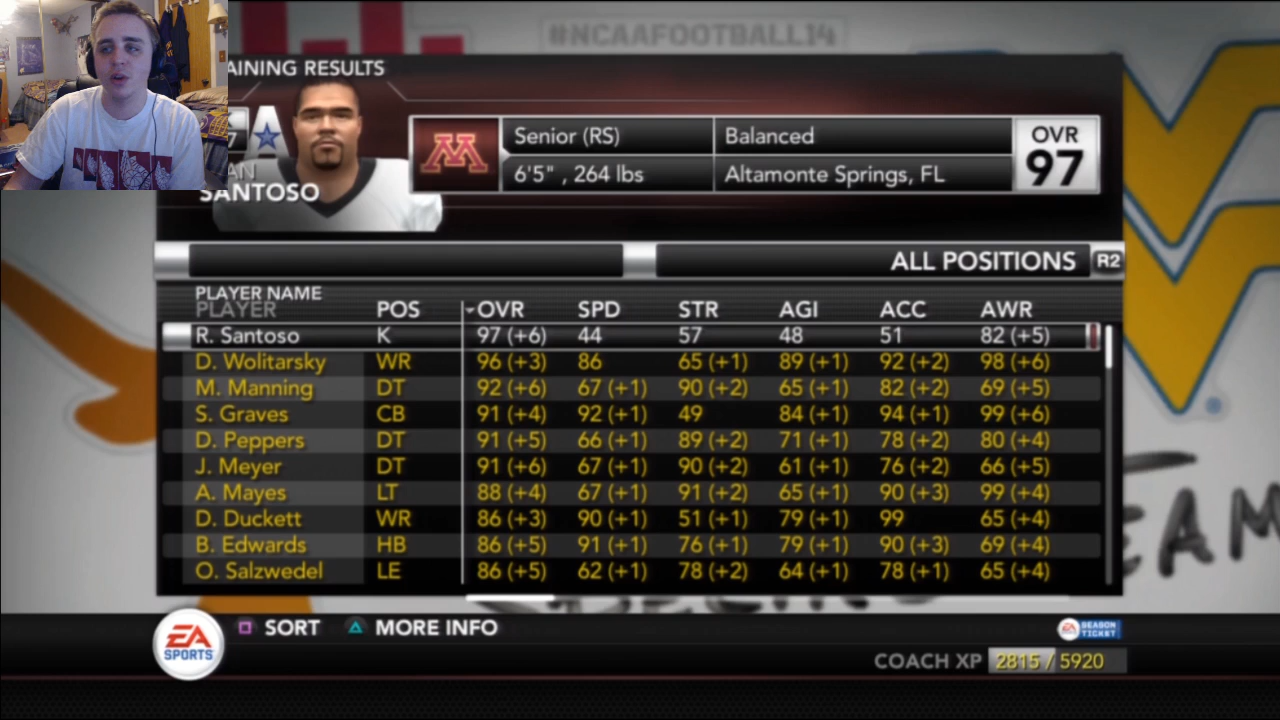 #NCAAFOOTBALL14
AINING RESULTS
Senior (RS) Balanced OVR
6'5" , 264 lbs Altamonte Springs, FL 97
M
AN
SANTOSO
ALL POSITIONS R2
PLAYER NAME
PLAYER POS OVR SPD STR AGI ACC AWR
R. Santoso K 97 (+6) 44 57 48 51 82 (+5)
D. Wolitarsky WR 96 (+3) 86 65 (+1) 89 (+1) 92 (+2) 98 (+6)
M. Manning DT 92 (+6) 67 (+1) 90 (+2) 65 (+1) 82 (+2) 69 (+5)
S. Graves CB 91 (+4) 92 (+1) 49 84 (+1) 94 (+1) 99 (+6)
D. Peppers DT 91 (+5) 66 (+1) 89 (+2) 71 (+1) 78 (+2) 80 (+4)
J. Meyer DT 91 (+6) 67 (+1) 90 (+2) 61 (+1) 76 (+2) 66 (+5)
A. Mayes LT 88 (+4) 67 (+1) 91 (+2) 65 (+1) 90 (+3) 99 (+4)
D. Duckett WR 86 (+3) 90 (+1) 51 (+1) 79 (+1) 99 65 (+4)
B. Edwards HB 86 (+5) 91 (+1) 76 (+1) 79 (+1) 90 (+3) 69 (+4)
O. Salzwedel LE 86 (+5) 62 (+1) 78 (+2) 64 (+1) 78 (+1) 65 (+4)
EAM
EA SPORTS SORT MORE INFO EA SEASON TICKET
COACH XP 2815 / 5920